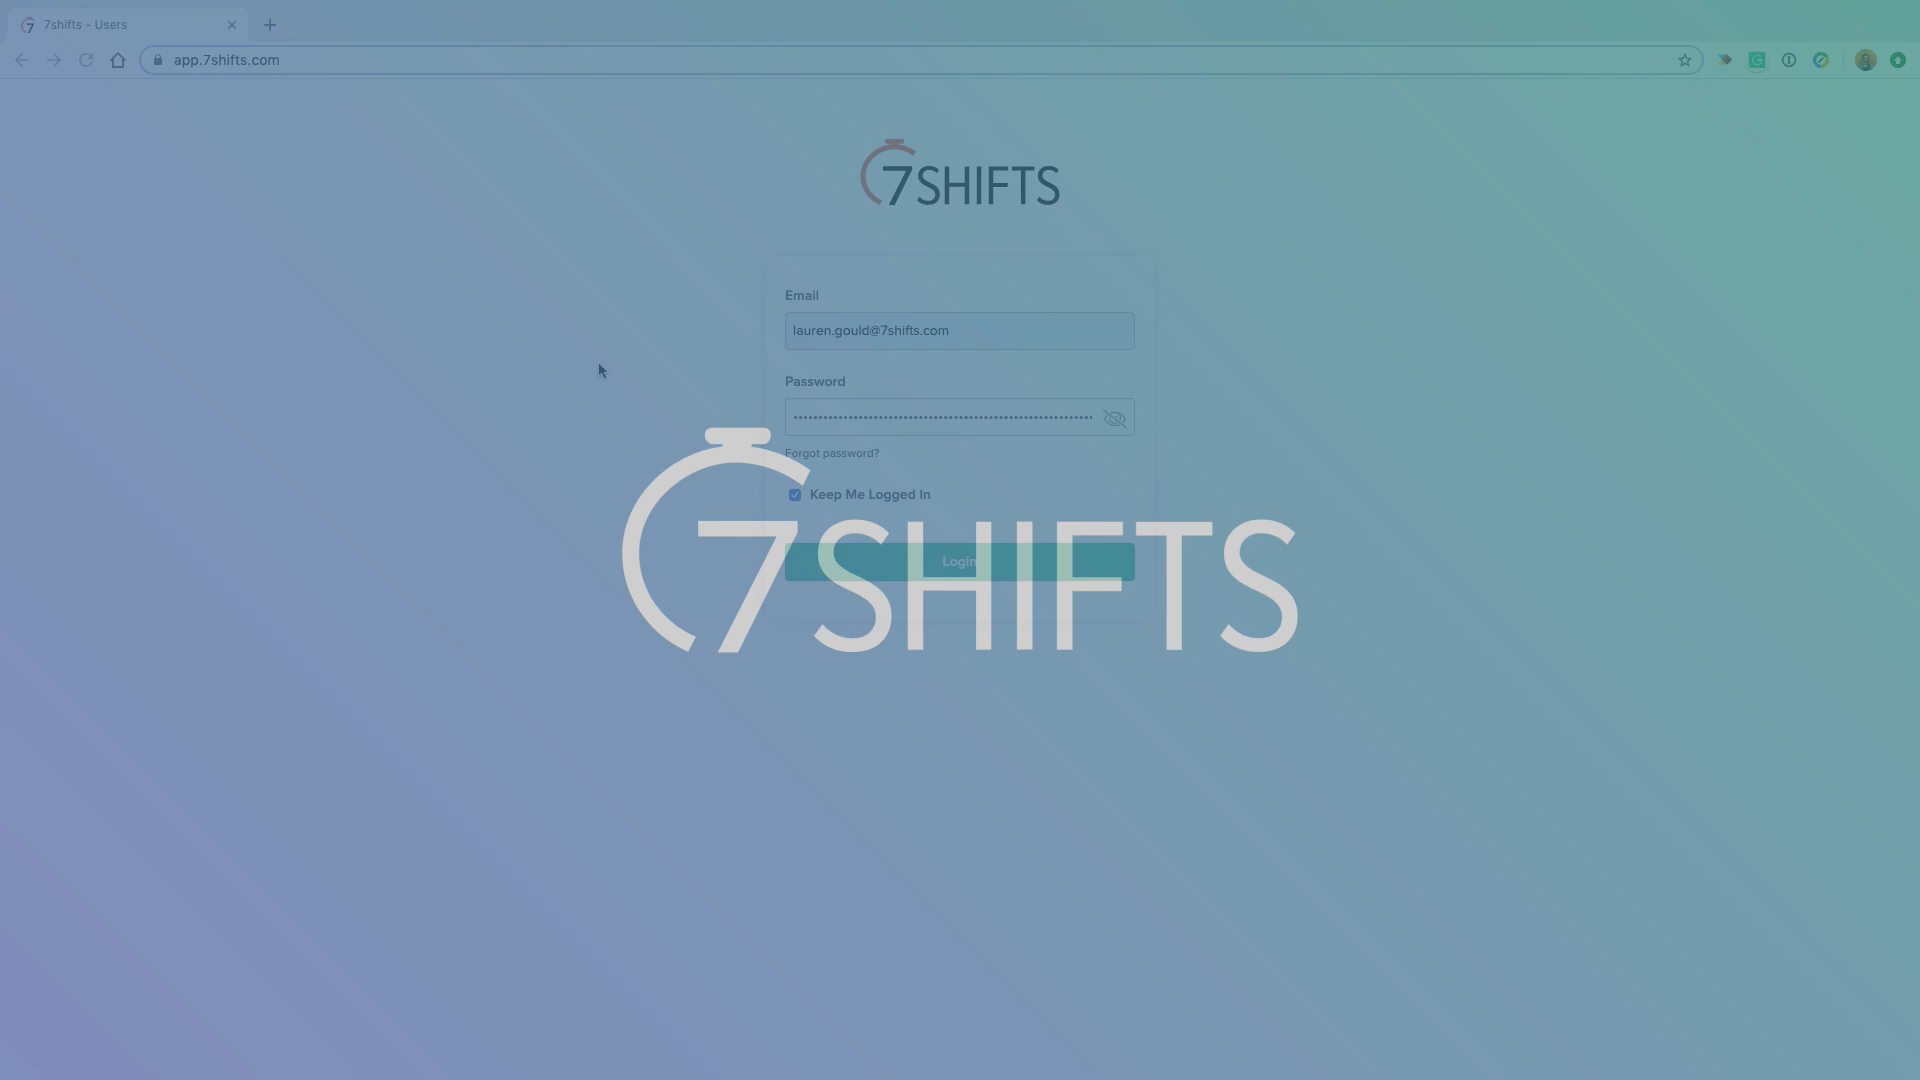 7shifts - Users
app.7shifts.com
7SHIFTS
Email
lauren.gould@7shifts.com
Password
Forgot password?
Keep Me Logged In
Login
7SHIFTS